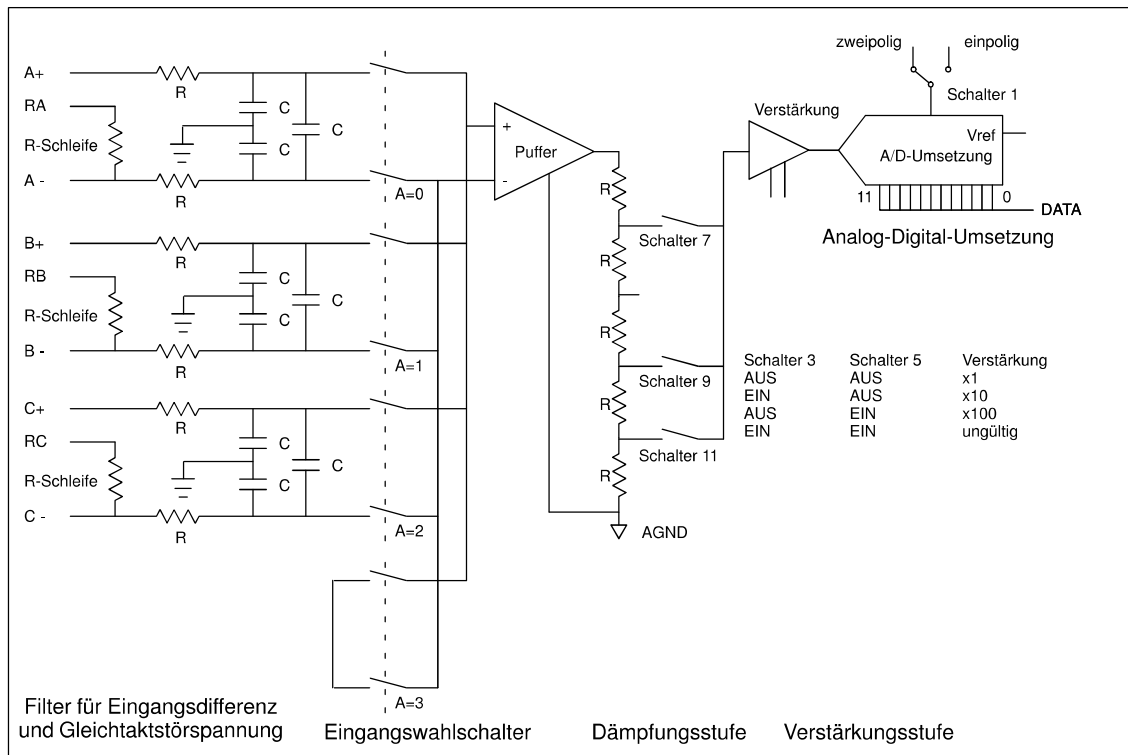 zweipolig einpolig
Schalter 1
Verstärkung
Vref
A/D-Umsetzung
11 0
DATA
Analog-Digital-Umsetzung
A+
R
RA
R-Schleife
C
C
C
A -
R
A=0
B+
R
RB
R-Schleife
C
C
C
B -
R
A=1
C+
R
RC
R-Schleife
C
C
C
C -
R
A=2
A=3
+
Puffer
-
R
Schalter 7
R
R
Schalter 9
R
Schalter 11
R
AGND
Schalter 3 Schalter 5 Verstärkung
AUS AUS x1
EIN AUS x10
AUS EIN x100
EIN EIN ungültig
Filter für Eingangsdifferenz
und Gleichtaktstörspannung
Eingangswahlschalter
Dämpfungsstufe
Verstärkungsstufe